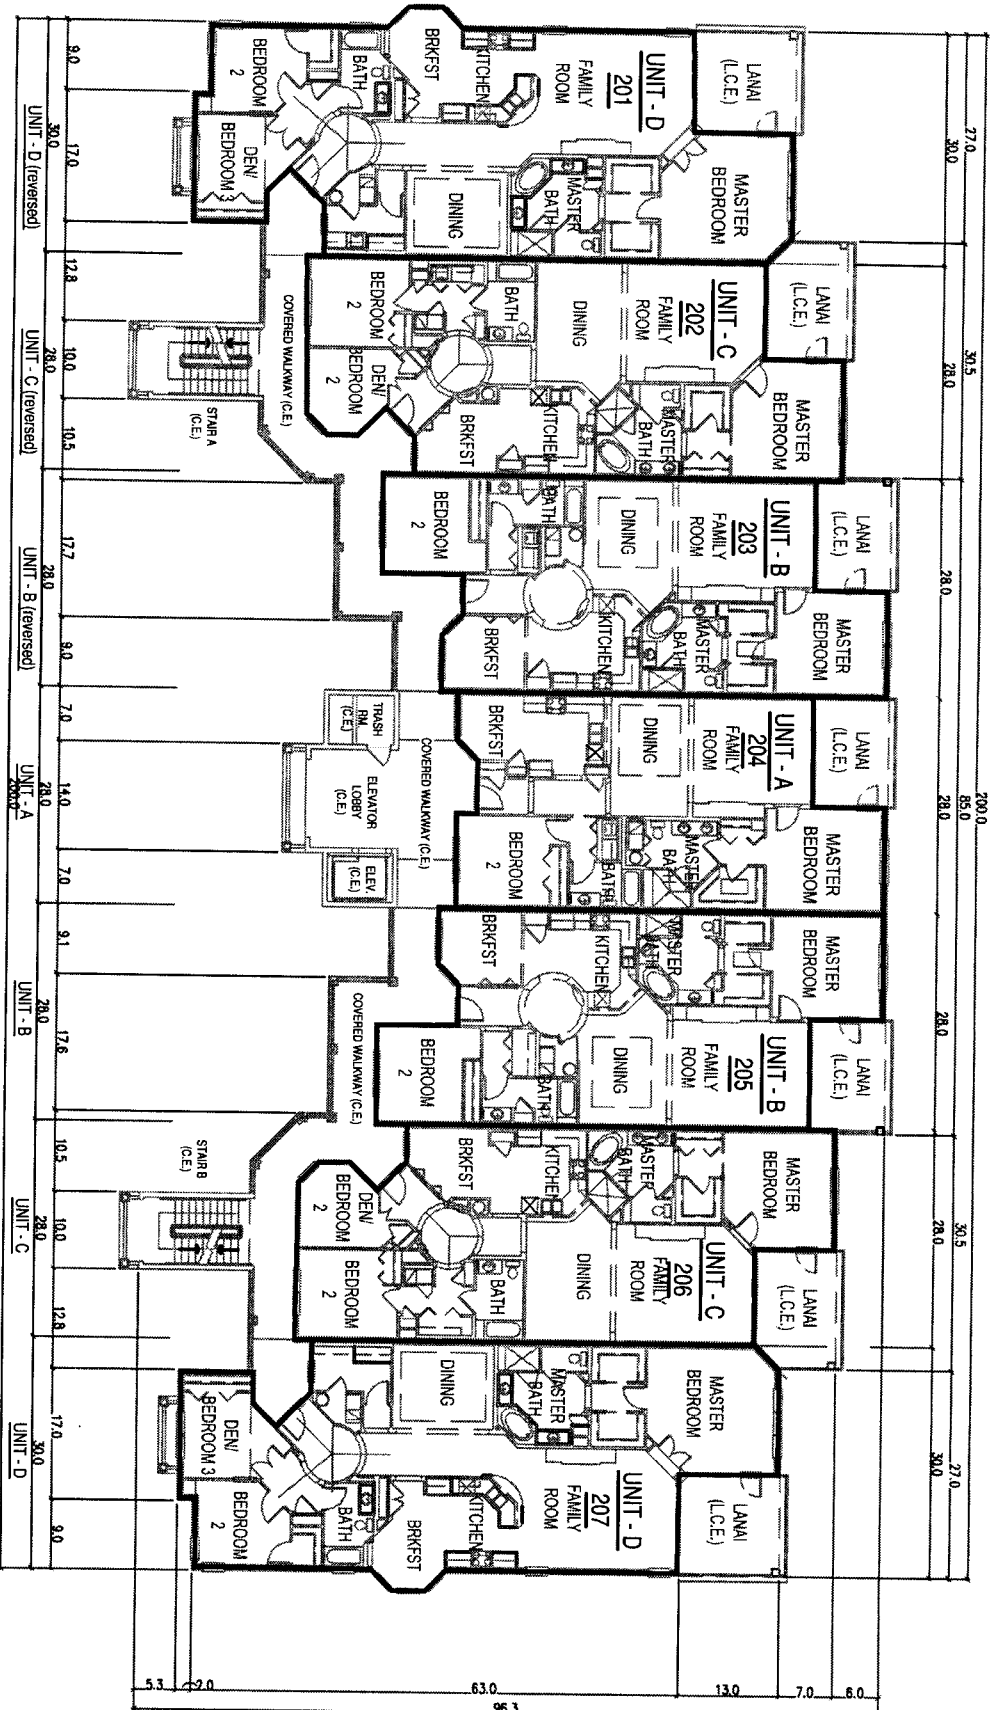 200.0
27.0
30.5
85.0
30.5
27.0
30.0
28.0
28.0
28.0
28.0
28.0
30.0
LANAI
(L.C.E.)
MASTER
BEDROOM
UNIT - D
201
FAMILY
ROOM
MASTER
BATH
DINING
KITCHEN
BRKFST
BATH
BEDROOM
2
DEN/
BEDROOM 3
LANAI
(L.C.E.)
MASTER
BEDROOM
UNIT - C
202
FAMILY
ROOM
DINING
MASTER
BATH
KITCHEN
BRKFST
BATH
BEDROOM
2
DEN/
BEDROOM
2
LANAI
(L.C.E.)
MASTER
BEDROOM
UNIT - B
203
FAMILY
ROOM
DINING
MASTER
BATH
KITCHEN
BRKFST
BATH
BEDROOM
2
LANAI
(L.C.E.)
MASTER
BEDROOM
UNIT - A
204
FAMILY
ROOM
DINING
MASTER
BATH
BRKFST
BATH
BEDROOM
2
LANAI
(L.C.E.)
MASTER
BEDROOM
UNIT - B
205
FAMILY
ROOM
DINING
MASTER
BATH
KITCHEN
BRKFST
BATH
BEDROOM
2
LANAI
(L.C.E.)
MASTER
BEDROOM
UNIT - C
206
FAMILY
ROOM
DINING
MASTER
BATH
KITCHEN
BRKFST
BATH
DEN/
BEDROOM
2
BEDROOM
2
LANAI
(L.C.E.)
MASTER
BEDROOM
UNIT - D
207
FAMILY
ROOM
MASTER
BATH
DINING
KITCHEN
BRKFST
BATH
DEN/
BEDROOM 3
BEDROOM
2
COVERED WALKWAY (C.E.)
STAIR A
(C.E.)
COVERED WALKWAY (C.E.)
TRASH
RM
(C.E.)
ELEVATOR
LOBBY
(C.E.)
ELEV.
(C.E.)
COVERED WALKWAY (C.E.)
STAIR B
(C.E.)
9.0
17.0
12.8
10.0
10.5
17.7
9.0
7.0
14.0
7.0
9.1
17.6
10.5
10.0
12.8
17.0
9.0
30.0
28.0
28.0
28.0
28.0
28.0
30.0
UNIT - D (reversed)
UNIT - C (reversed)
UNIT - B (reversed)
UNIT - A
UNIT - B
UNIT - C
UNIT - D
5.3
2.0
63.0
13.0
7.0
6.0
96.3